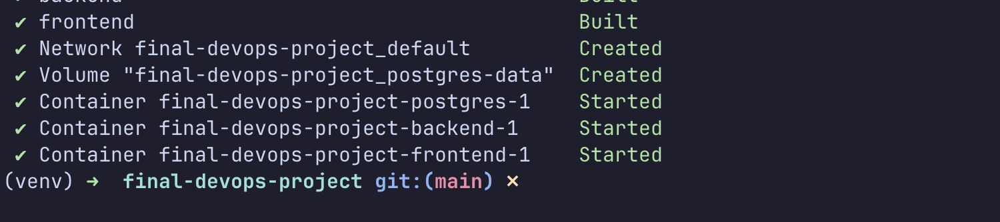 ✔ backend Built
✔ frontend Built
✔ Network final-devops-project_default Created
✔ Volume "final-devops-project_postgres-data" Created
✔ Container final-devops-project-postgres-1 Started
✔ Container final-devops-project-backend-1 Started
✔ Container final-devops-project-frontend-1 Started
(venv) ➜ final-devops-project git:(main) ✗